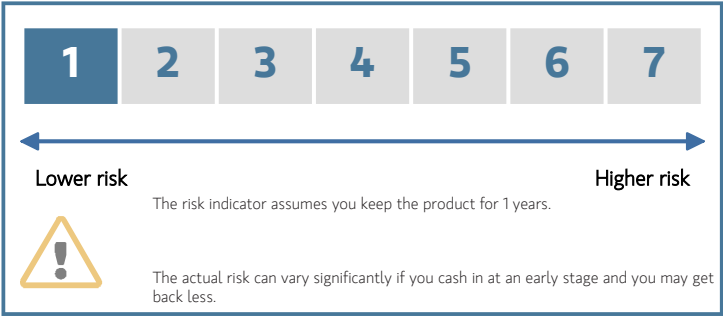 1 2 3 4 5 6 7
Lower risk Higher risk
The risk indicator assumes you keep the product for 1 years.
!
The actual risk can vary significantly if you cash in at an early stage and you may get
back less.